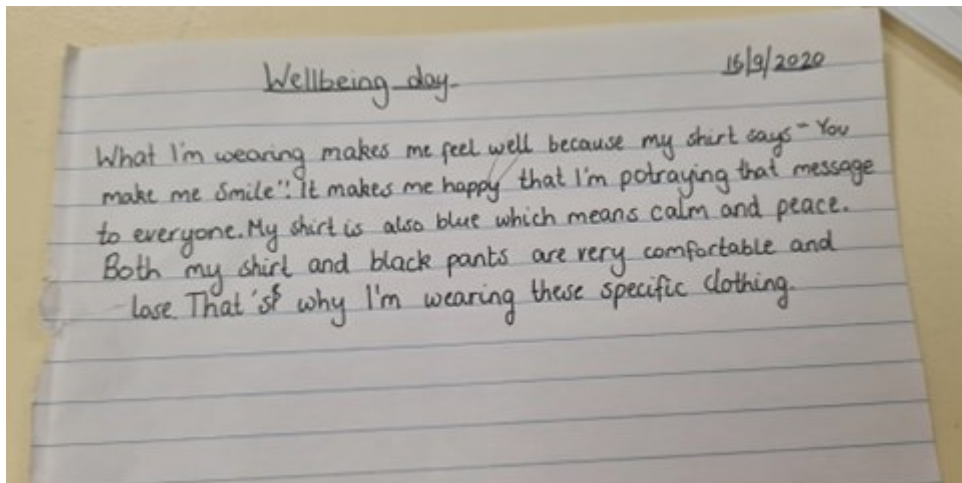 Wellbeing day
15/9/2020
What I'm wearing makes me feel well because my shirt says "You
make me smile"! It makes me happy that I'm potraying that message
to everyone. My shirt is also blue which means calm and peace.
Both my shirt and black pants are very comfortable and
lose. That's why I'm wearing these specific clothing.